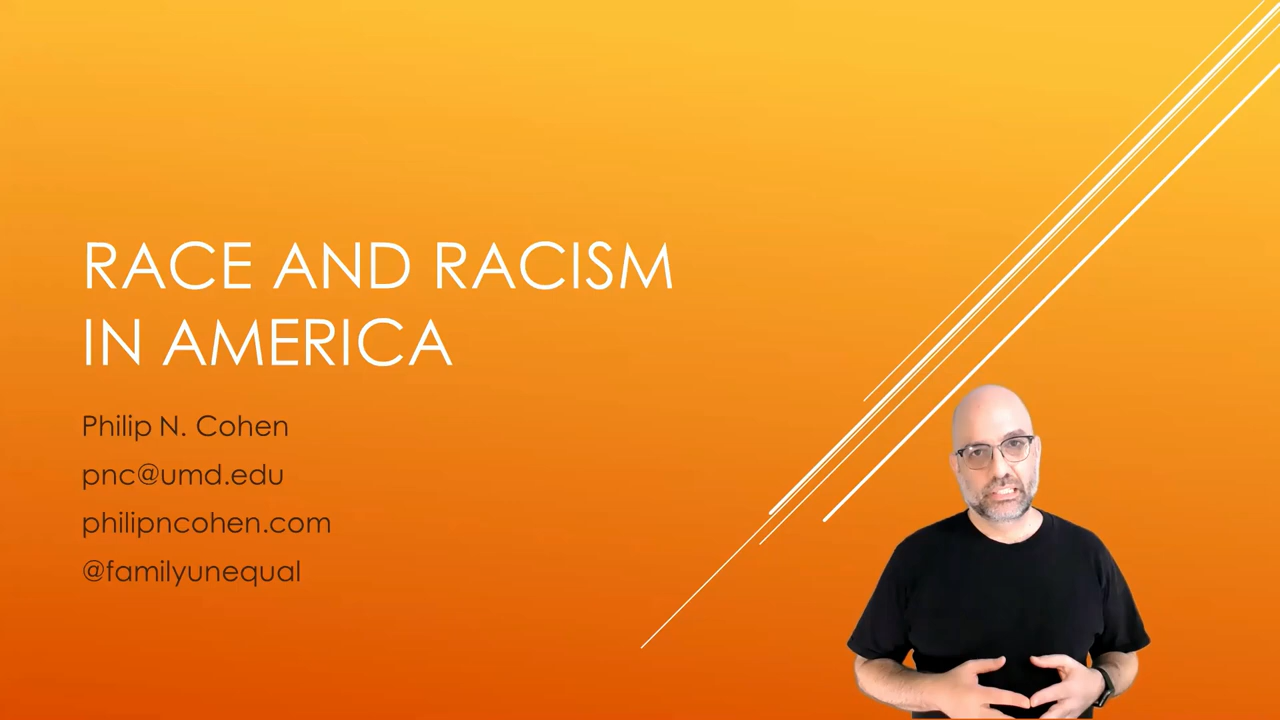 RACE AND RACISM
IN AMERICA
Philip N. Cohen
pnc@umd.edu
philipncohen.com
@familyunequal